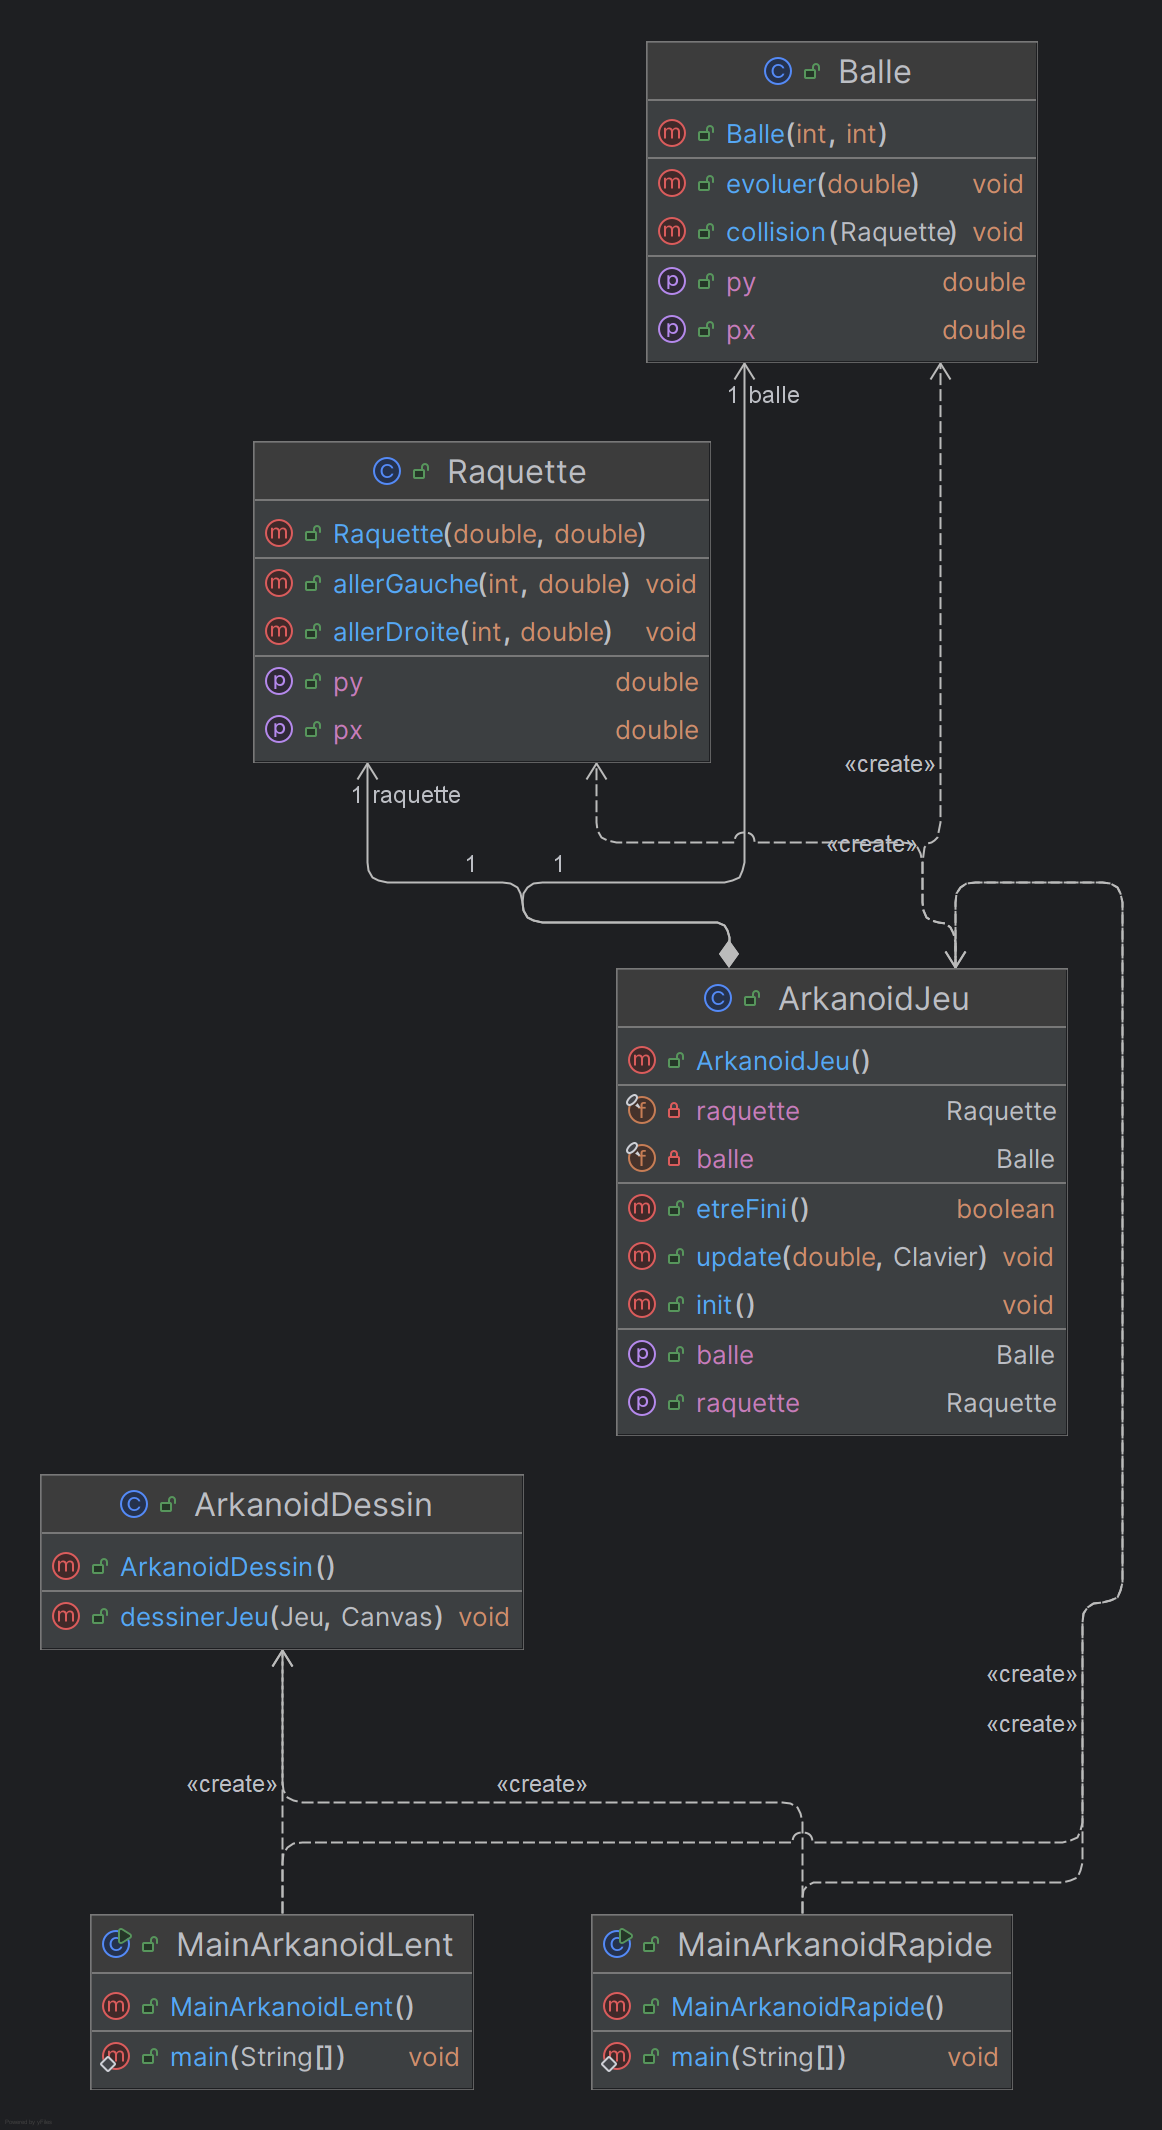 Balle
Balle(int, int)
evoluer(double) void
collision(Raquette) void
py double
px double
1 balle
Raquette
Raquette(double, double)
allerGauche(int, double) void
allerDroite(int, double) void
py double
px double
«create»
1 raquette
«create»
1 1
ArkanoidJeu
ArkanoidJeu()
raquette Raquette
balle Balle
etreFini() boolean
update(double, Clavier) void
init() void
balle Balle
raquette Raquette
ArkanoidDessin
ArkanoidDessin()
dessinerJeu(Jeu, Canvas) void
«create»
«create»
«create» «create»
MainArkanoidLent
MainArkanoidLent()
main(String[]) void
MainArkanoidRapide
MainArkanoidRapide()
main(String[]) void
Powered by yFiles